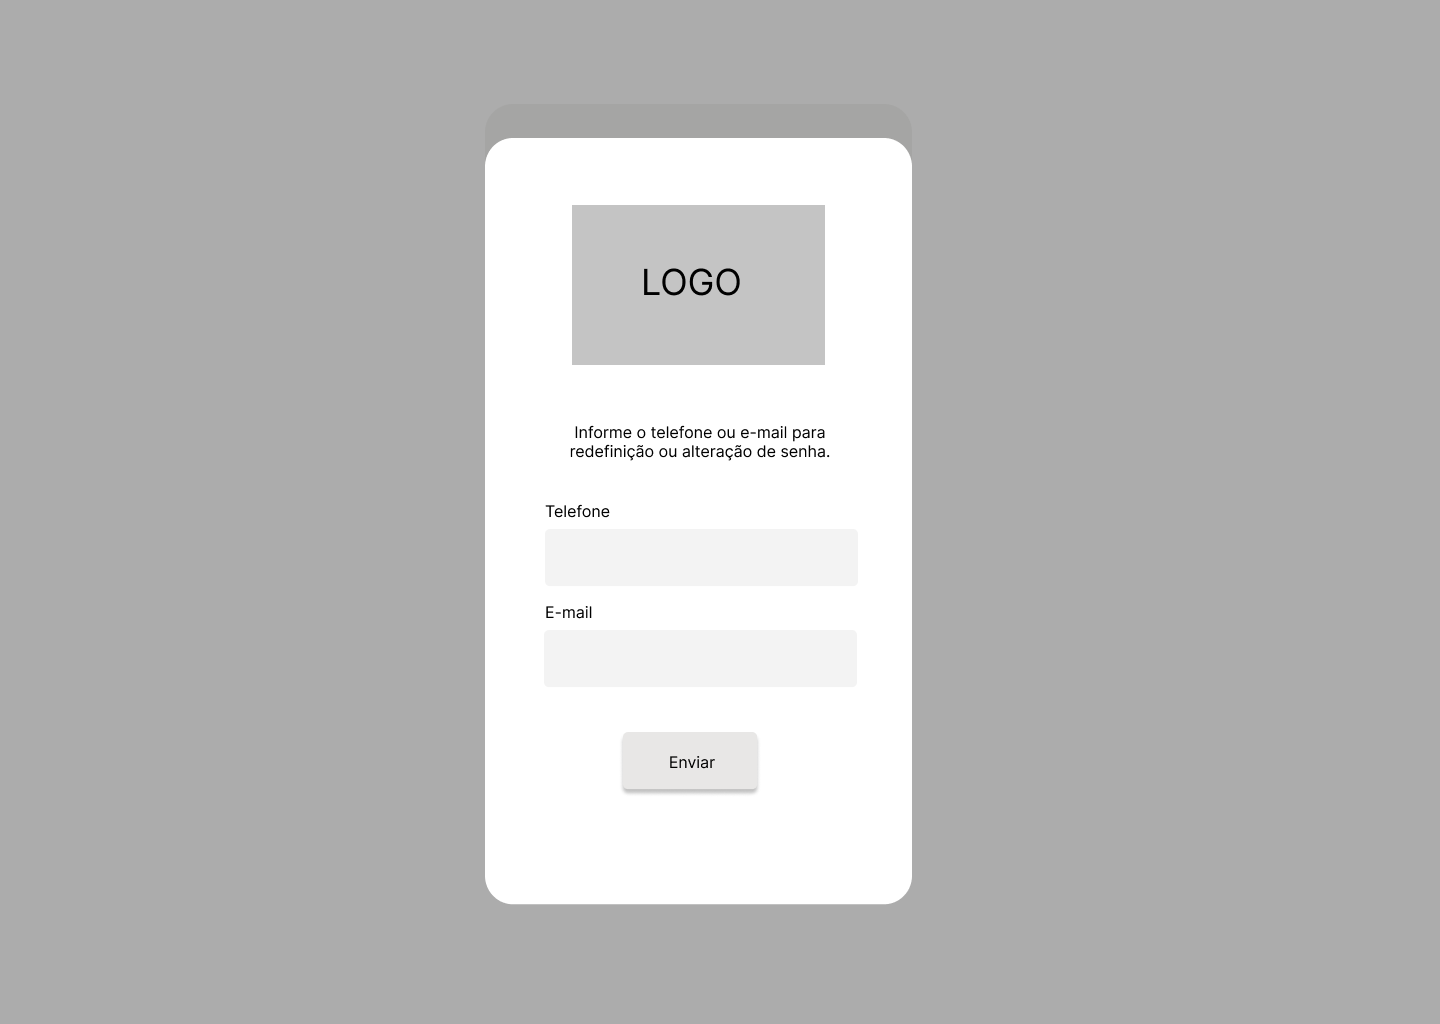 LOGO
Informe o telefone ou e-mail para
redefinição ou alteração de senha.
Telefone
E-mail
Enviar